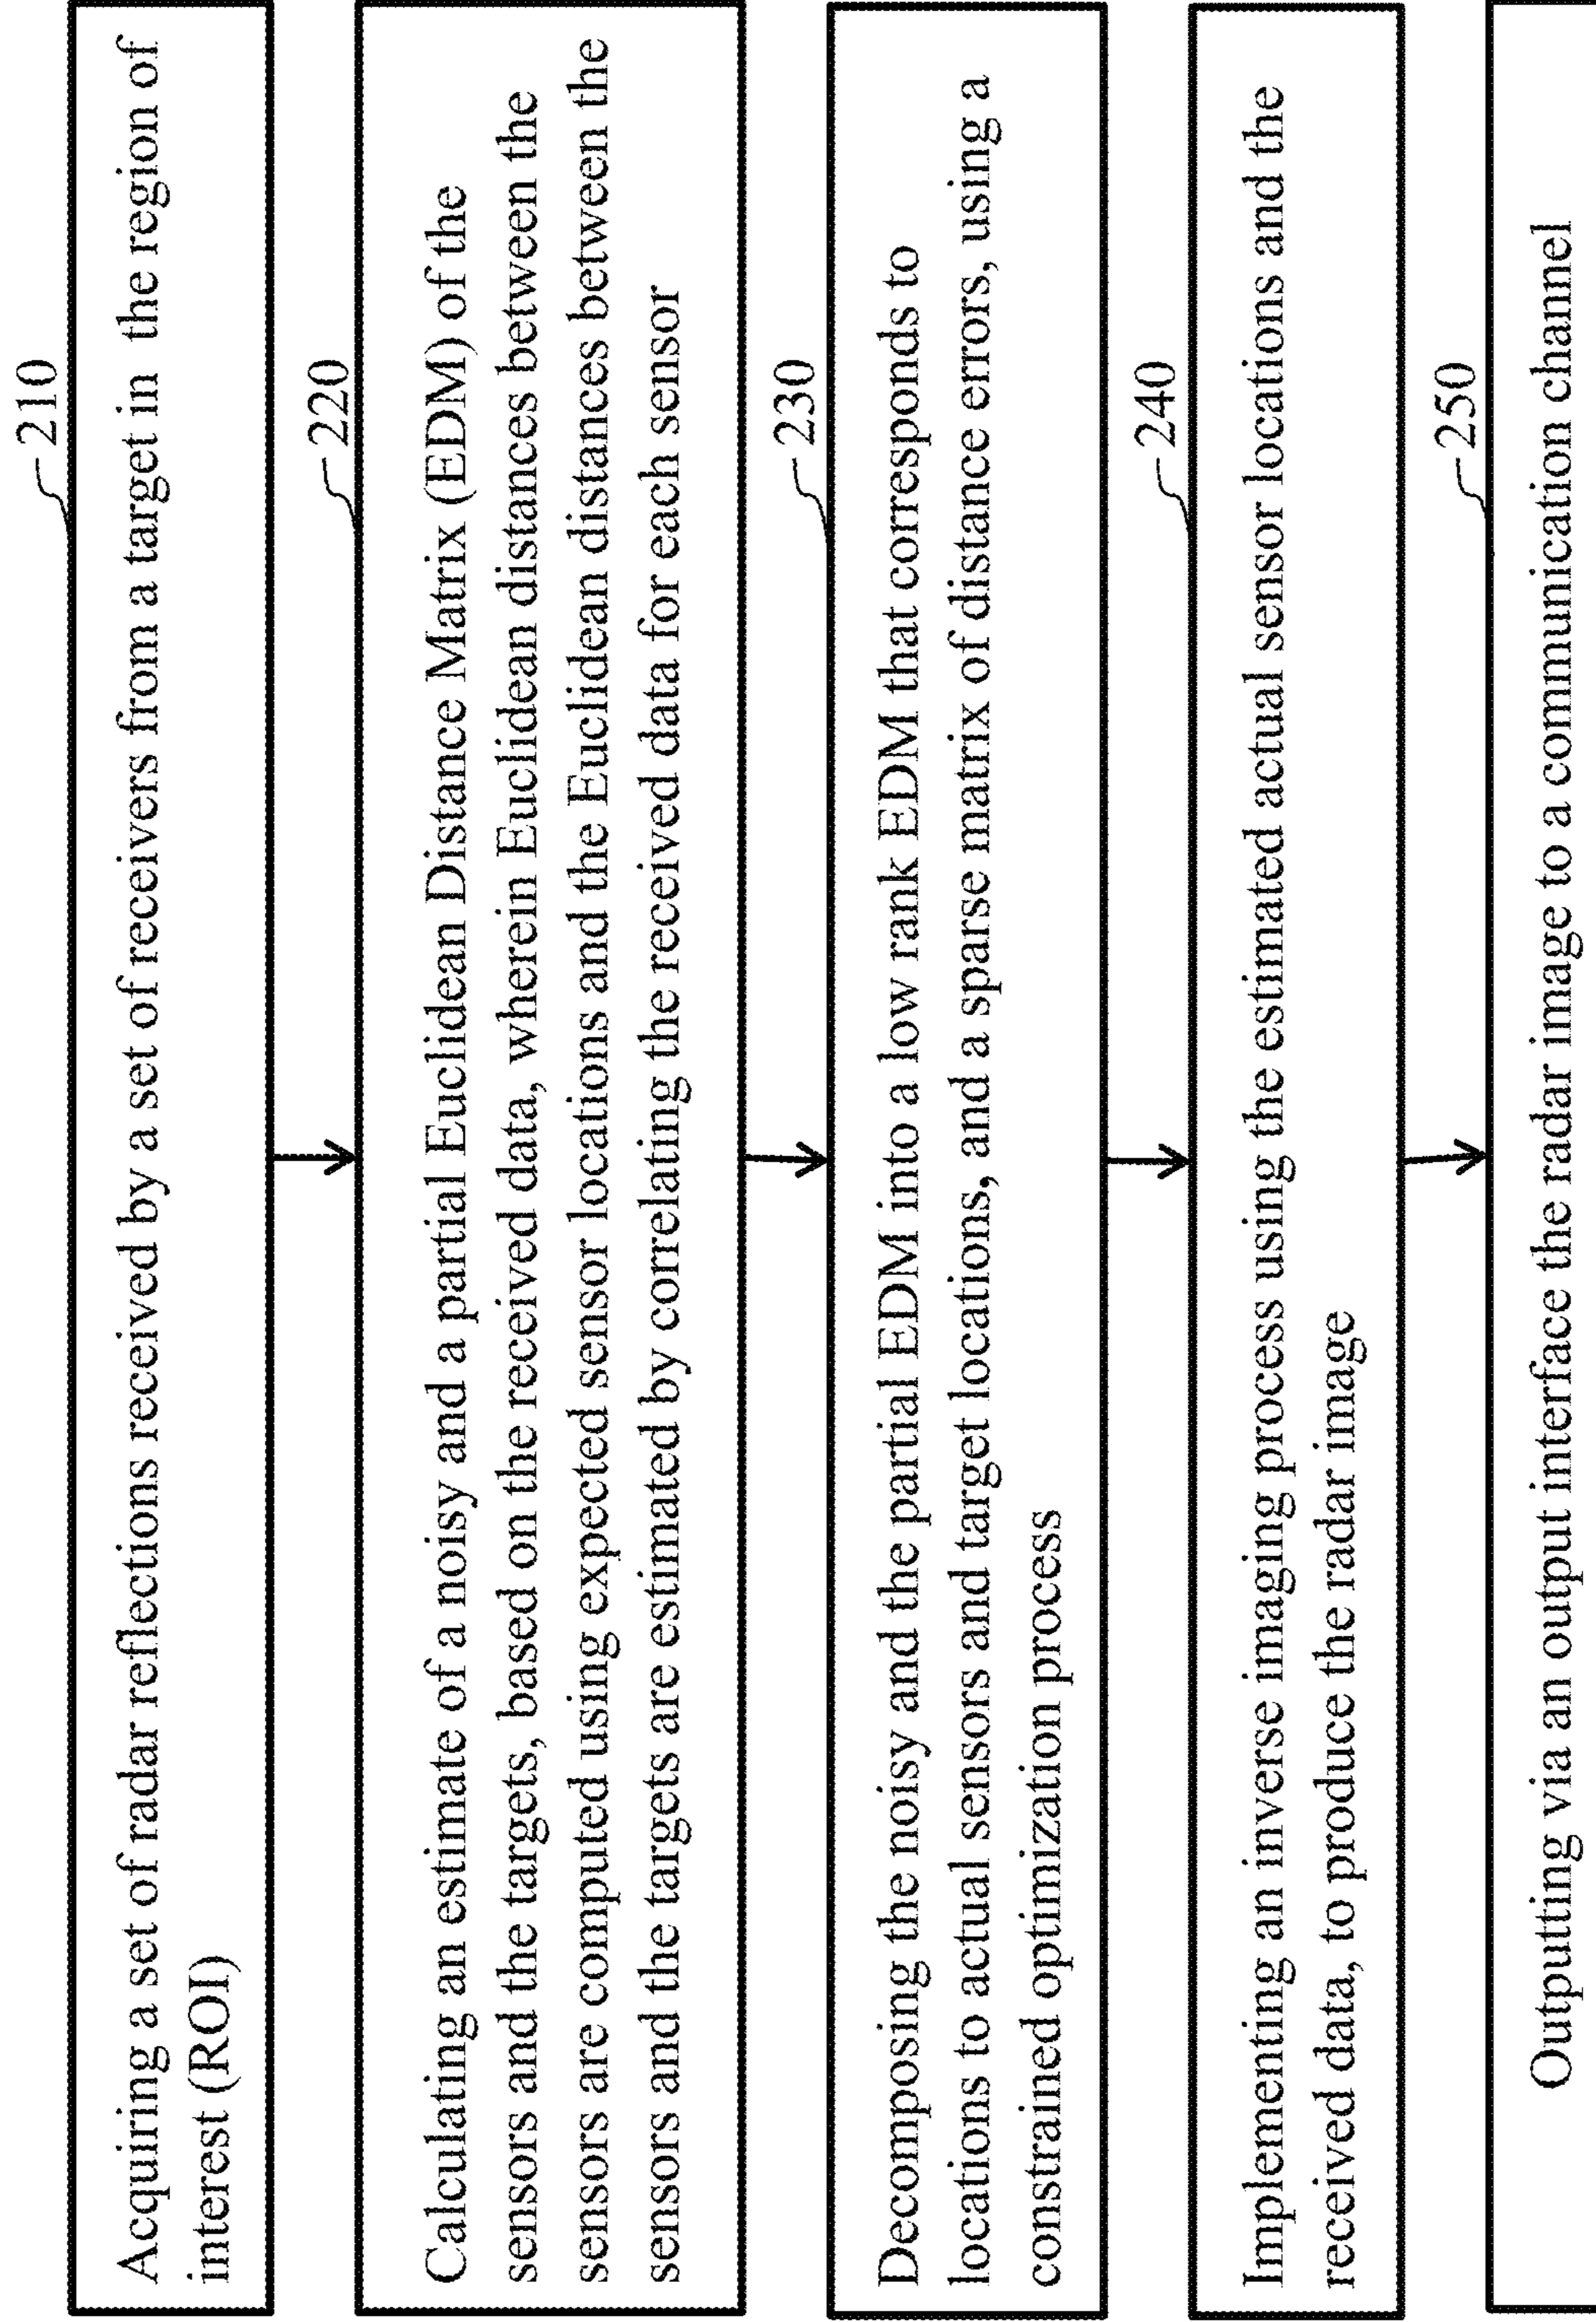 210
Acquiring a set of radar reflections received by a set of receivers from a target in the region of
interest (ROI)
220
Calculating an estimate of a noisy and a partial Euclidean Distance Matrix (EDM) of the
sensors and the targets, based on the received data, wherein Euclidean distances between the
sensors are computed using expected sensor locations and the Euclidean distances between the
sensors and the targets are estimated by correlating the received data for each sensor
230
Decomposing the noisy and the partial EDM into a low rank EDM that corresponds to
locations to actual sensors and target locations, and a sparse matrix of distance errors, using a
constrained optimization process
240
Implementing an inverse imaging process using the estimated actual sensor locations and the
received data, to produce the radar image
250
Outputting via an output interface the radar image to a communication channel